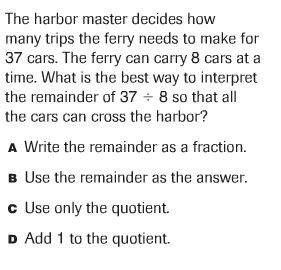 The harbor master decides how
many trips the ferry needs to make for
37 cars. The ferry can carry 8 cars at a
time. What is the best way to interpret
the remainder of 37 ÷ 8 so that all
the cars can cross the harbor?
A Write the remainder as a fraction.
B Use the remainder as the answer.
C Use only the quotient.
D Add 1 to the quotient.